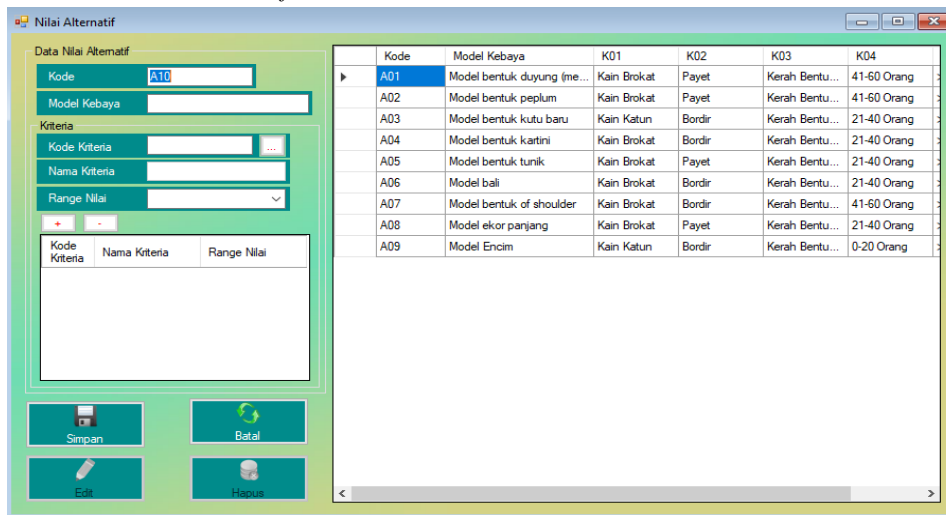 Nilai Alternatif
Data Nilai Alternatif
Kode A10
Model Kebaya
Kriteria
Kode Kriteria ...
Nama Kriteria
Range Nilai
+ -
Kode Kriteria Nama Kriteria Range Nilai
Simpan Batal
Edit Hapus
Kode Model Kebaya K01 K02 K03 K04
A01 Model bentuk duyung (me... Kain Brokat Payet Kerah Bentu... 41-60 Orang
A02 Model bentuk peplum Kain Brokat Payet Kerah Bentu... 41-60 Orang
A03 Model bentuk kutu baru Kain Katun Bordir Kerah Bentu... 21-40 Orang
A04 Model bentuk kartini Kain Brokat Bordir Kerah Bentu... 21-40 Orang
A05 Model bentuk tunik Kain Brokat Payet Kerah Bentu... 21-40 Orang
A06 Model bali Kain Brokat Bordir Kerah Bentu... 21-40 Orang
A07 Model bentuk of shoulder Kain Brokat Bordir Kerah Bentu... 41-60 Orang
A08 Model ekor panjang Kain Brokat Payet Kerah Bentu... 21-40 Orang
A09 Model Encim Kain Katun Bordir Kerah Bentu... 0-20 Orang